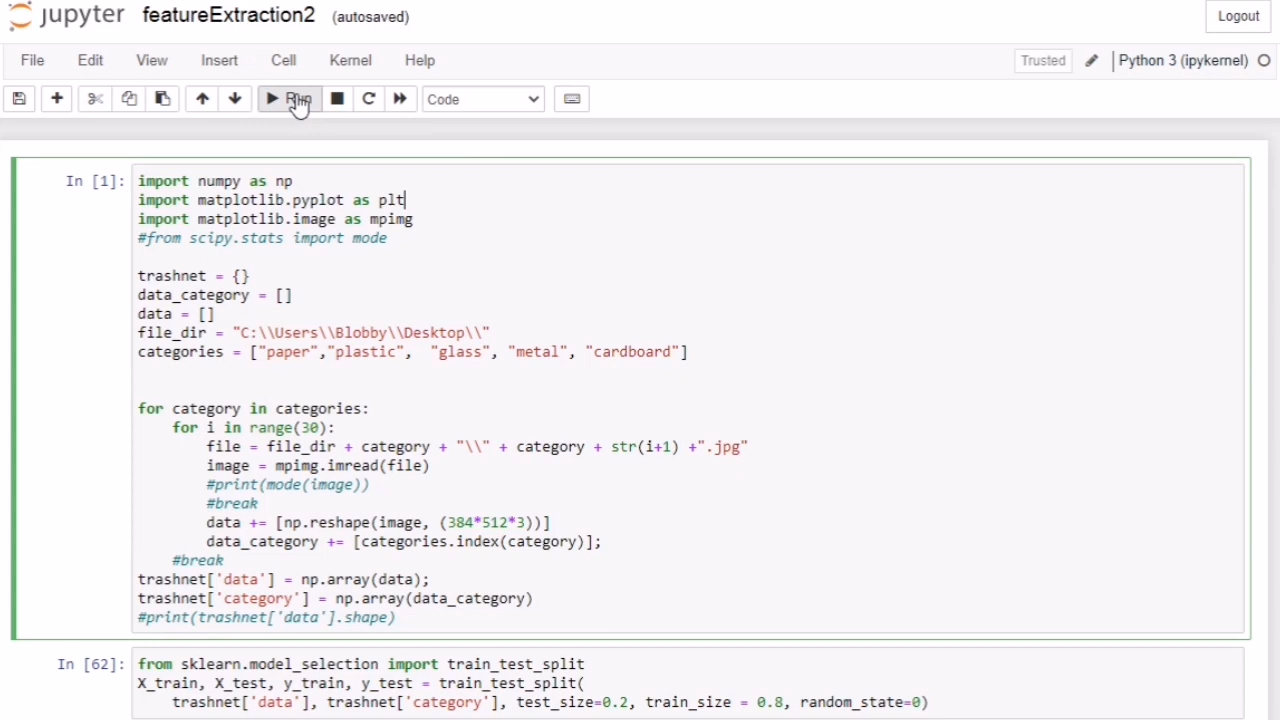 jupyter featureExtraction2 (autosaved)
Logout
File Edit View Insert Cell Kernel Help
Trusted Python 3 (ipykernel)
Run Code
In [1]:
import numpy as np
import matplotlib.pyplot as plt
import matplotlib.image as mpimg
#from scipy.stats import mode
trashnet = {}
data_category = []
data = []
file_dir = "C:\\Users\\Blobby\\Desktop\\"
categories = ["paper","plastic",  "glass", "metal", "cardboard"]
for category in categories:
    for i in range(30):
        file = file_dir + category + "\\" + category + str(i+1) +".jpg"
        image = mpimg.imread(file)
        #print(mode(image))
        #break
        data += [np.reshape(image, (384*512*3))]
        data_category += [categories.index(category)];
    #break
trashnet['data'] = np.array(data);
trashnet['category'] = np.array(data_category)
#print(trashnet['data'].shape)
In [62]:
from sklearn.model_selection import train_test_split
X_train, X_test, y_train, y_test = train_test_split(
    trashnet['data'], trashnet['category'], test_size=0.2, train_size = 0.8, random_state=0)